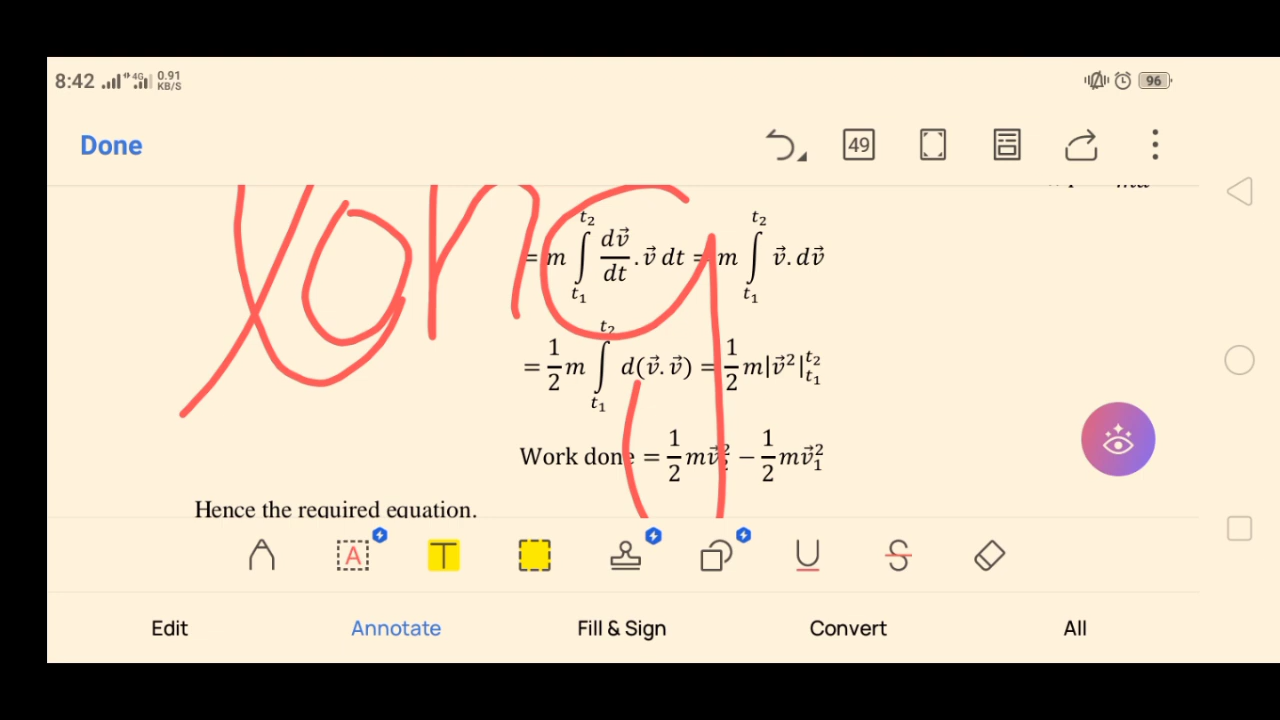 8:42 4G 0.91 KB/S 96
Done 49
long
= m ∫_{t₁}^{t₂} dv⃗/dt . v⃗ dt = m ∫_{t₁}^{t₂} v⃗. dv⃗
= 1/2 m ∫_{t₁}^{t₂} d(v⃗. v⃗) = 1/2 m|v⃗²|_{t₁}^{t₂}
Work done = 1/2 mv⃗₂² − 1/2 mv⃗₁²
Hence the required equation.
A T U S
Edit Annotate Fill & Sign Convert All